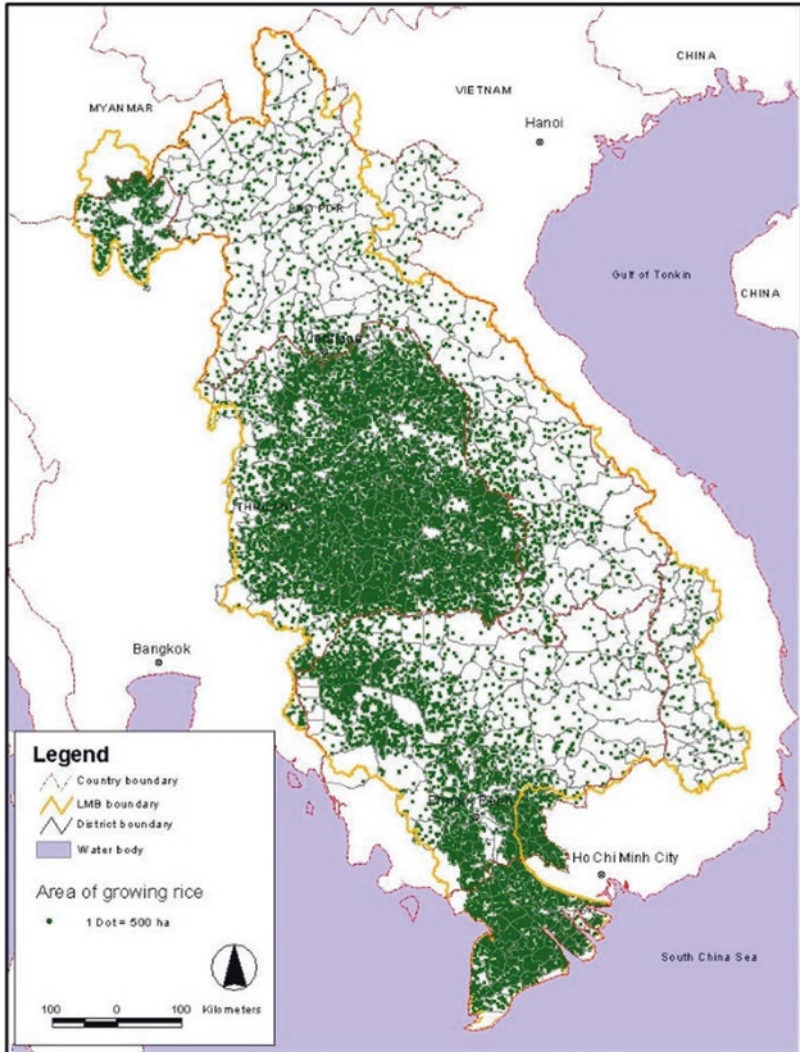 CHINA
MYANMAR
VIETNAM
Hanoi
Gulf of Tonkin
CHINA
Bangkok
Ho Chi Minh City
South China Sea
Legend
Country boundary
LMB boundary
District boundary
Water body
Area of growing rice
1 Dot = 500 ha
100 0 100 Kilometers